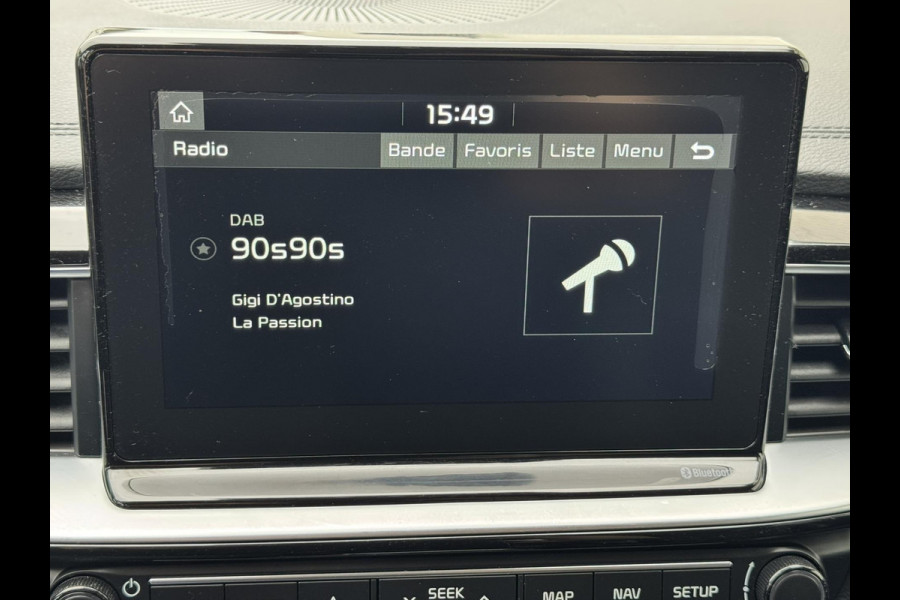 15:49
Radio Bande Favoris Liste Menu
DAB
90s90s
Gigi D'Agostino
La Passion
Bluetooth
SEEK MAP NAV SETUP